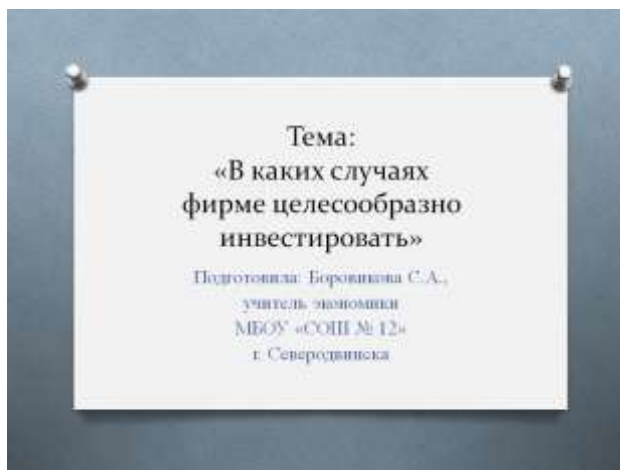 Тема:
«В каких случаях
фирме целесообразно
инвестировать»
Подготовила: Боровикова С.А.,
учитель экономики
МБОУ «СОШ № 12»
г. Северодвинска